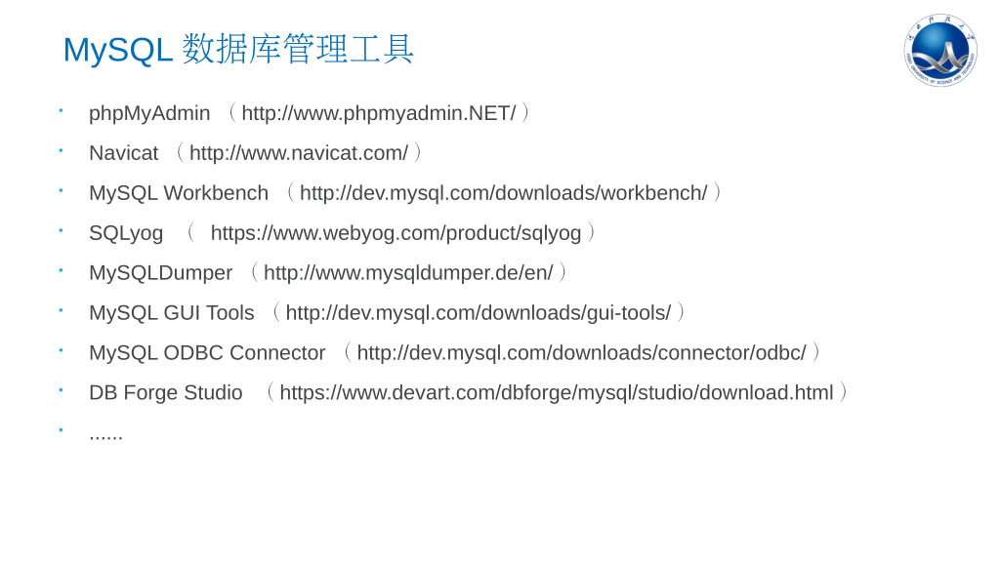 MySQL 数据库管理工具
phpMyAdmin （http://www.phpmyadmin.NET/）
Navicat （http://www.navicat.com/）
MySQL Workbench （http://dev.mysql.com/downloads/workbench/）
SQLyog （ https://www.webyog.com/product/sqlyog）
MySQLDumper （http://www.mysqldumper.de/en/）
MySQL GUI Tools （http://dev.mysql.com/downloads/gui-tools/）
MySQL ODBC Connector （http://dev.mysql.com/downloads/connector/odbc/）
DB Forge Studio （https://www.devart.com/dbforge/mysql/studio/download.html）
......